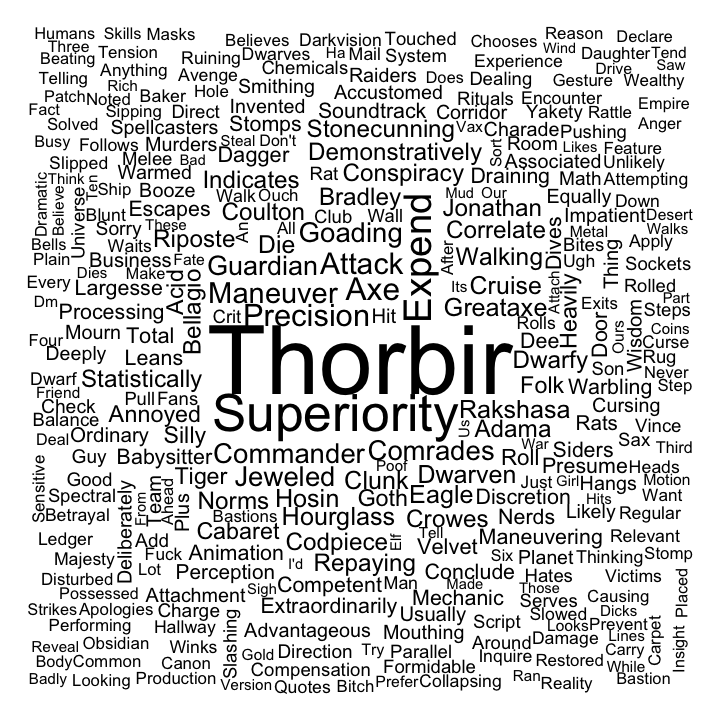 Humans Skills Masks
Believes Darkvision Touched
Chooses Reason Declare
Three Tension
Dwarves Ha Mail System
Wind Daughter Tend
Beating
Ruining
Experience
Saw
Telling Anything Avenge Chemicals Raiders Does Dealing Gesture Drive Wealthy
Rich
Patch Noted Baker Hole Smithing Accustomed Rituals Encounter
Empire
Fact Sipping Direct Invented Soundtrack Corridor Yakety Rattle
Solved Spellcasters Stomps Stonecunning Vax Charade Pushing Anger
Busy Follows Murders Steal Don't
Demonstratively Sort Room Likes Feature
Slipped Melee Bad Dagger
Associated Unlikely
Think Warmed Indicates Rat Conspiracy Draining Math Attempting
Dramatic Believe Universe Ten Ship Booze Walk Ouch Bradley Expend Mud Our Equally Down
Blunt Escapes Coulton Club Wall Jonathan Impatient Desert
Sorry These An All Goading Correlate Metal Walks
Bells Waits Riposte Die After Dives Bites Thing Apply
Plain Business Fate Guardian Attack Walking Ugh Sockets
Every Dies Make Its Cruise Attach Rolled
Dm Largesse Acid Bellagio Maneuver Axe Greataxe Heavily Exits Part
Processing Crit Precision Hit Rolls Door Ours Wisdom Steps
Four Mourn Total Thorbir Dee Coins
Deeply Leans Dwarfy Son Rug Curse
Never
Dwarf Statistically Folk Warbling Step
Friend Pull Fans Superiority
Check Annoyed Rakshasa Cursing
Balance Us Adama Rats Vince
Deal Ordinary Silly War Sax Third
Guy Babysitter Commander Comrades Roll Siders
Sensitive Good Tiger Jeweled Poof Clunk Dwarven Presume Heads
Spectral Deliberately From Team Ahead Plus Norms Hosin Goth Eagle Discretion Just Girl Hangs Motion
Betrayal Bastions Hourglass Crowes Nerds Hits Want
Likely Regular
Ledger Add Cabaret Codpiece Elf Tell Maneuvering Relevant
Majesty Fuck Animation Velvet Six Planet Thinking Stomp
Disturbed Lot Perception I'd Repaying Conclude Hates Victims
Possessed Attachment Sigh Competent Man Made Those Causing Placed
Strikes Apologies Charge Extraordinarily Mechanic Serves Slowed Dicks
Performing Hallway Slashing Usually Script Looks Prevent
Reveal Obsidian Winks Advantageous Mouthing Around Damage Lines Carpet Insight
Body Common Canon Gold Direction Try Parallel Inquire Restored Carry
Compensation Formidable While
Badly Looking Production Version Quotes Bitch Prefer Collapsing Ran Reality Bastion